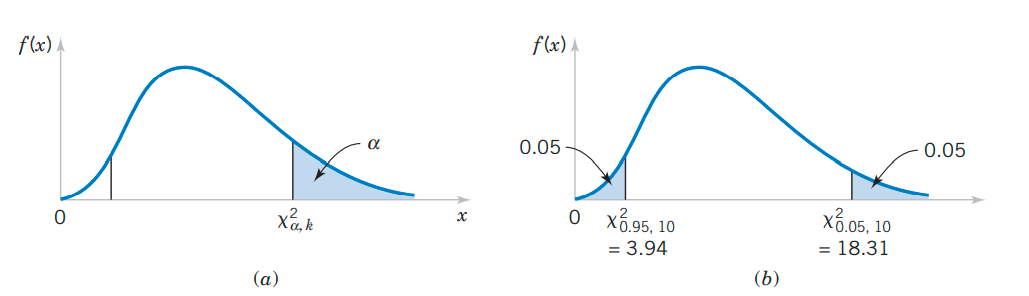 f(x)
α
0
χ²α, k
x
(a)
f(x)
0.05
0.05
0
χ²0.95, 10
= 3.94
χ²0.05, 10
= 18.31
(b)